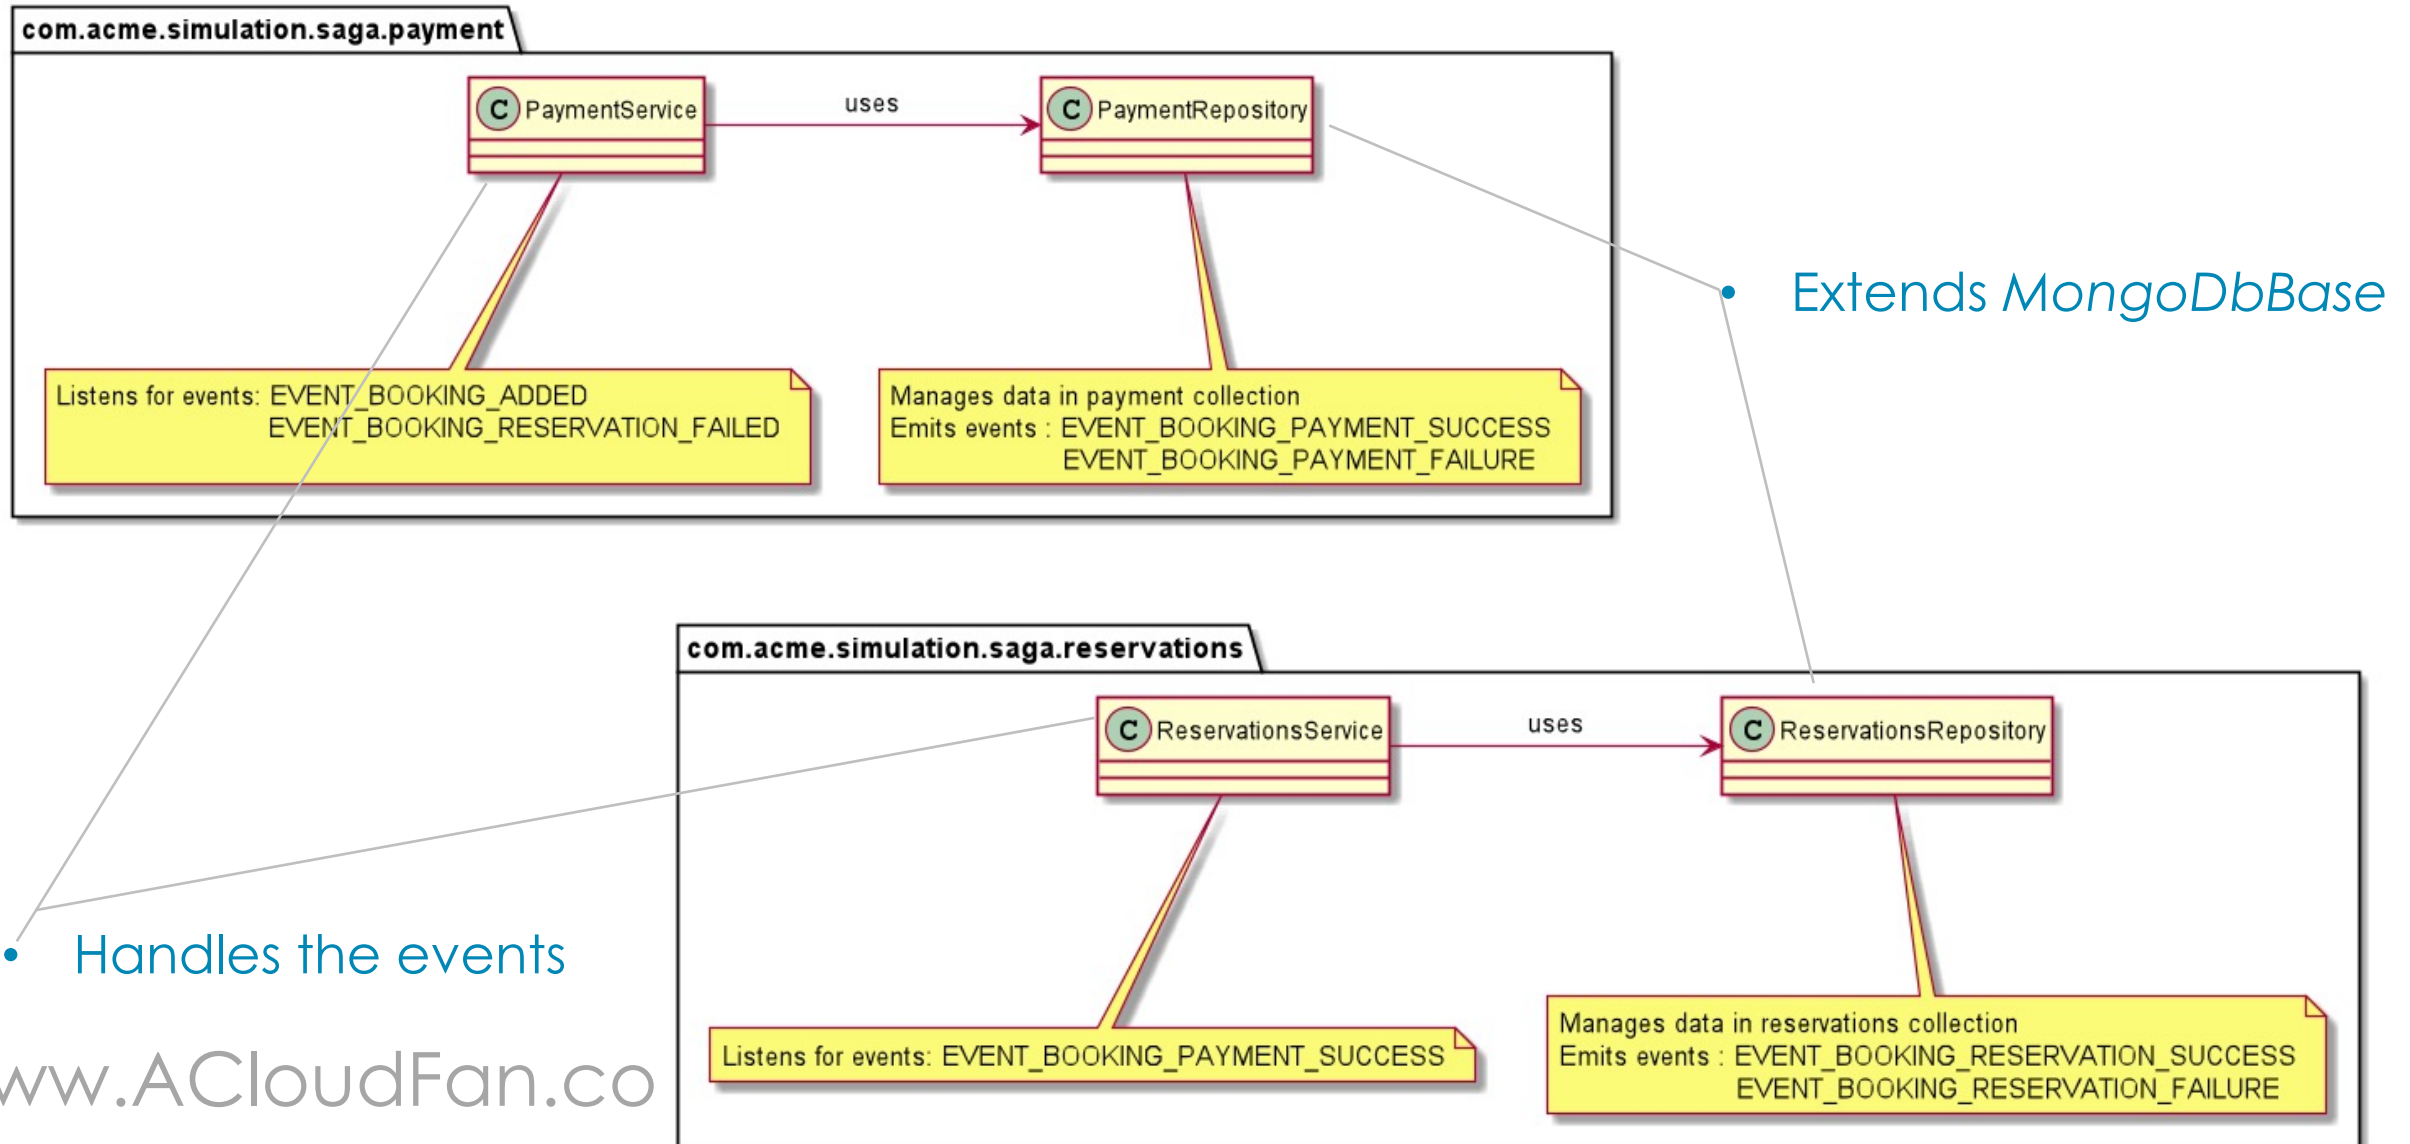 com.acme.simulation.saga.payment
C PaymentService
uses
C PaymentRepository
Extends MongoDbBase
Listens for events: EVENT_BOOKING_ADDED
EVENT_BOOKING_RESERVATION_FAILED
Manages data in payment collection
Emits events : EVENT_BOOKING_PAYMENT_SUCCESS
EVENT_BOOKING_PAYMENT_FAILURE
com.acme.simulation.saga.reservations
C ReservationsService
uses
C ReservationsRepository
Handles the events
Listens for events: EVENT_BOOKING_PAYMENT_SUCCESS
Manages data in reservations collection
Emits events : EVENT_BOOKING_RESERVATION_SUCCESS
EVENT_BOOKING_RESERVATION_FAILURE
ww.ACloudFan.co